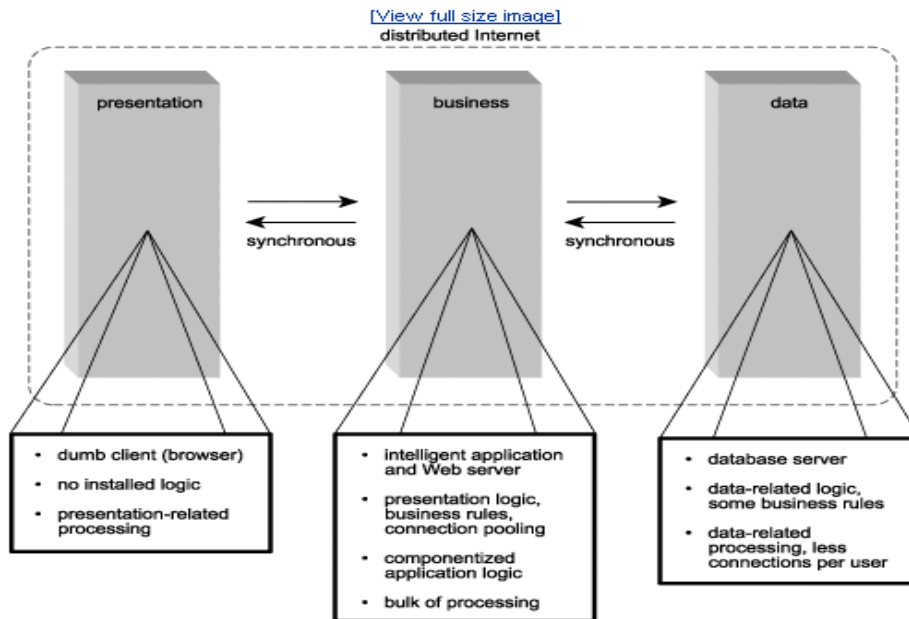 [View full size image]
distributed Internet
presentation
business
data
synchronous
synchronous
• dumb client (browser)
• no installed logic
• presentation-related
processing
• intelligent application
and Web server
• presentation logic,
business rules,
connection pooling
• componentized
application logic
• bulk of processing
• database server
• data-related logic,
some business rules
• data-related
processing, less
connections per user